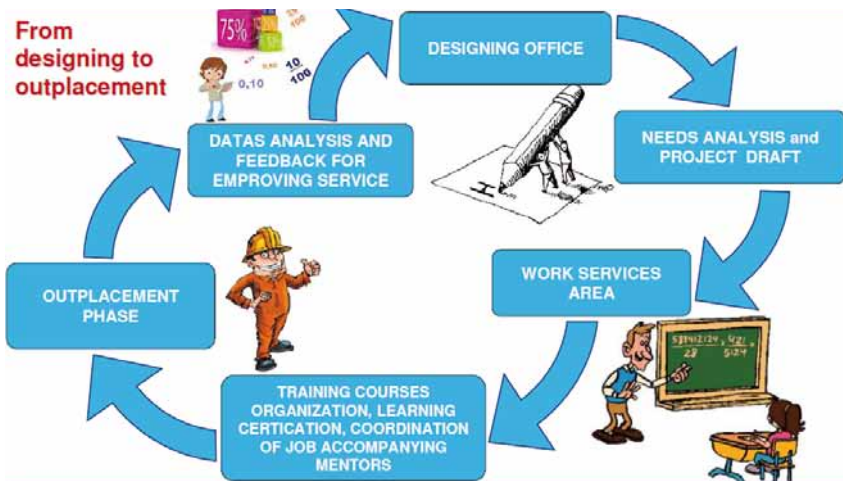 From
designing to
outplacement
75%
0,10
10
100
DESIGNING OFFICE
NEEDS ANALYSIS and
PROJECT DRAFT
WORK SERVICES
AREA
TRAINING COURSES
ORGANIZATION, LEARNING
CERTICATION, COORDINATION
OF JOB ACCOMPANYING
MENTORS
OUTPLACEMENT
PHASE
DATAS ANALYSIS AND
FEEDBACK FOR
EMPROVING SERVICE